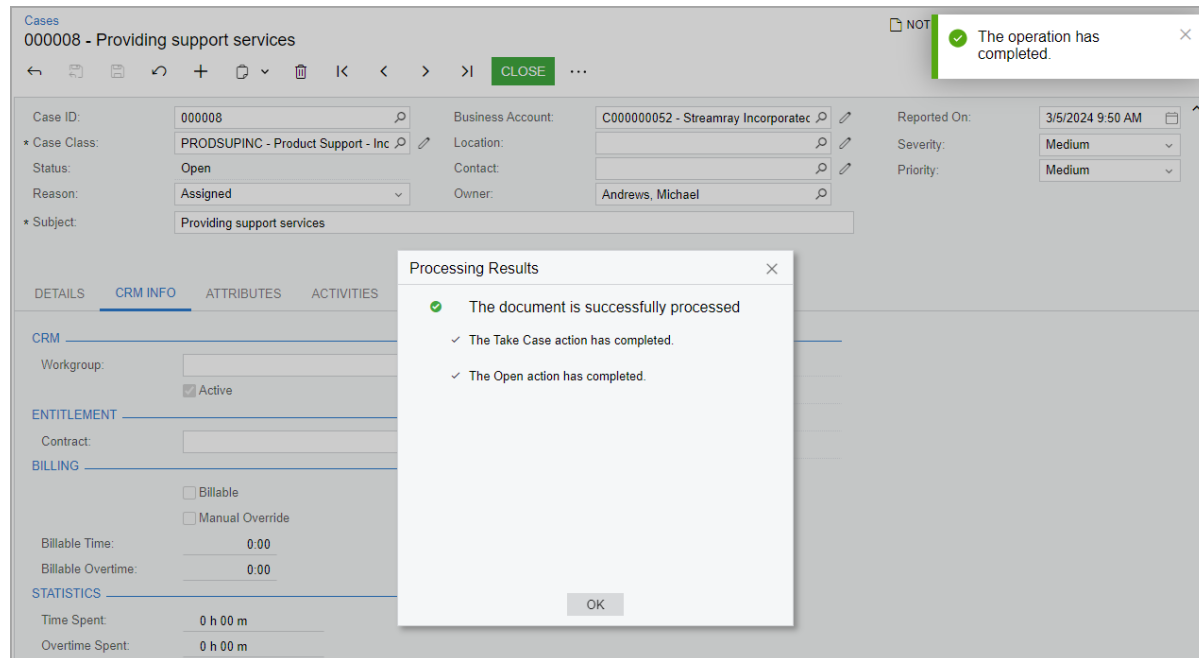 Cases
000008 - Providing support services
NOT
The operation has
completed.
CLOSE
Case ID:
000008
Business Account:
C000000052 - Streamray Incorporated
Reported On:
3/5/2024 9:50 AM
* Case Class:
PRODSUPINC - Product Support - Inc
Location:
Severity:
Medium
Status:
Open
Contact:
Priority:
Medium
Reason:
Assigned
Owner:
Andrews, Michael
* Subject:
Providing support services
Processing Results
The document is successfully processed
The Take Case action has completed.
The Open action has completed.
OK
DETAILS
CRM INFO
ATTRIBUTES
ACTIVITIES
CRM
Workgroup:
Active
ENTITLEMENT
Contract:
BILLING
Billable
Manual Override
Billable Time:
0:00
Billable Overtime:
0:00
STATISTICS
Time Spent:
0 h 00 m
Overtime Spent:
0 h 00 m